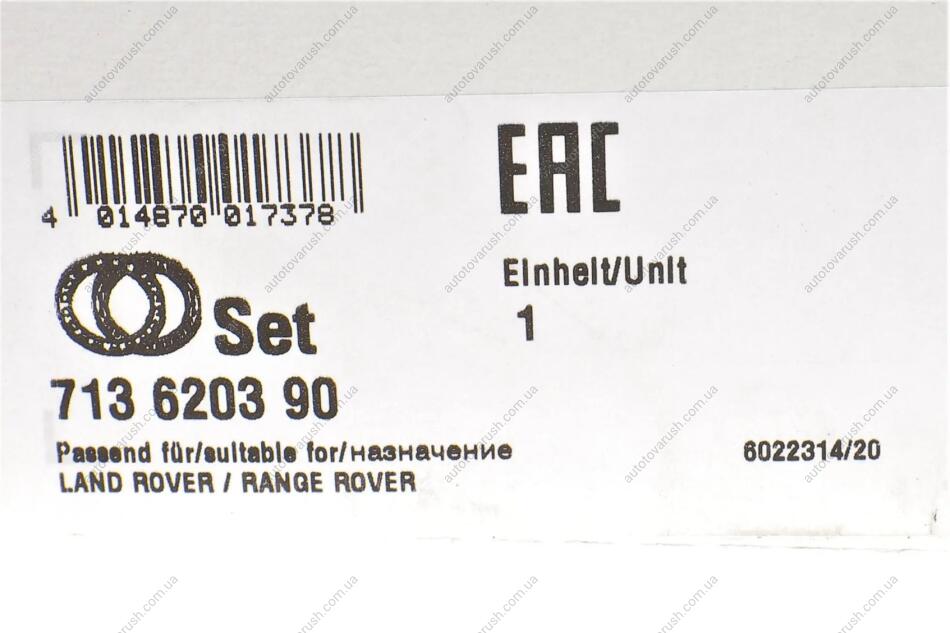 EAC
4 014870 017378
Einheit/Unit
1
Set
713 6203 90
Passend für/suitable for/назначение
6022314/20
LAND ROVER / RANGE ROVER
autotovarush.com.ua